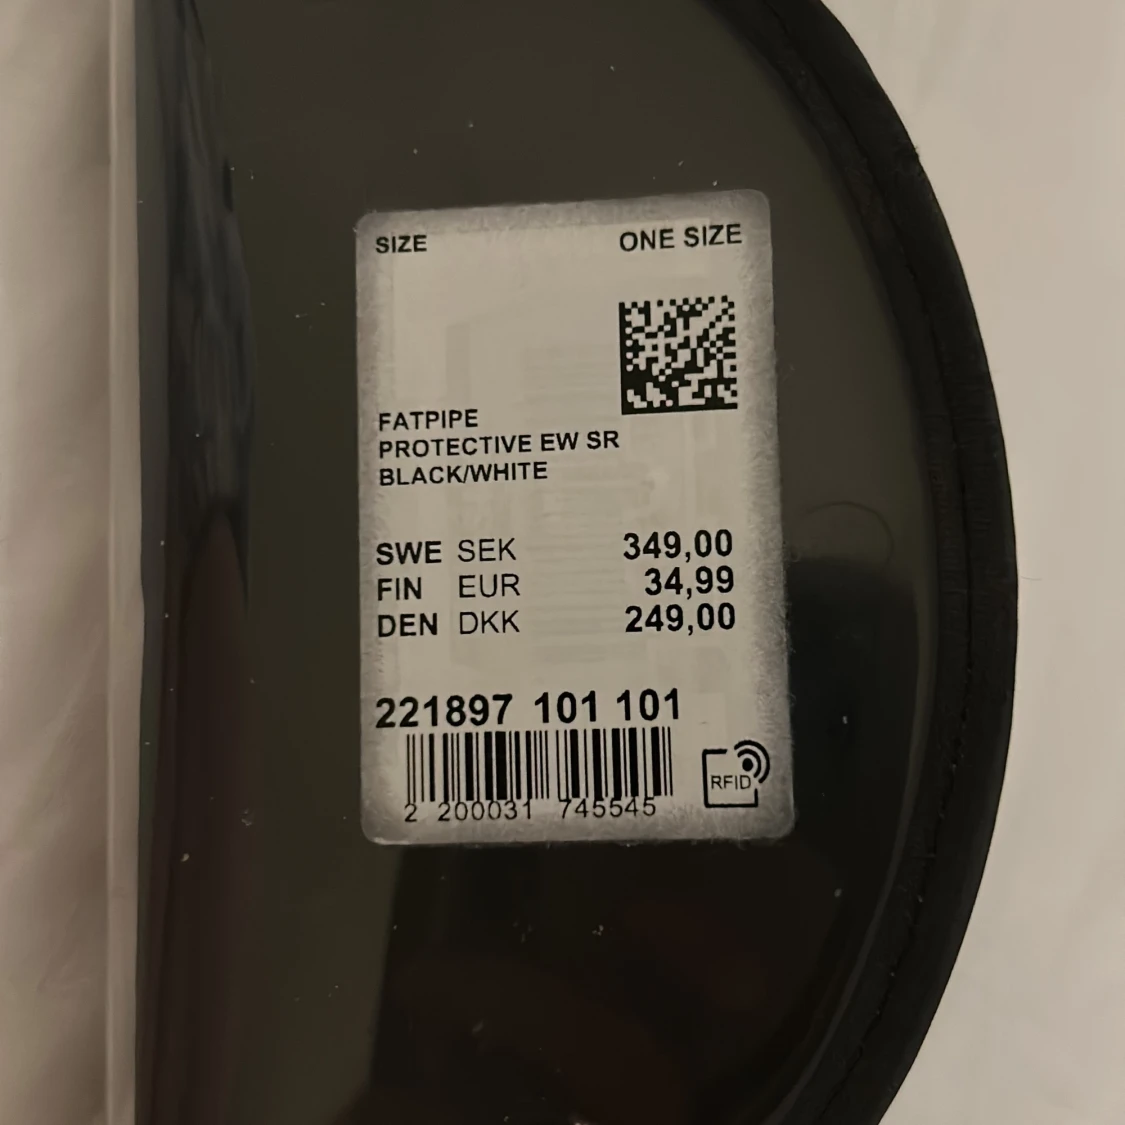 SIZE ONE SIZE
FATPIPE
PROTECTIVE EW SR
BLACK/WHITE
SWE SEK 349,00
FIN EUR 34,99
DEN DKK 249,00
221897 101 101
2 200031 745545
RFID